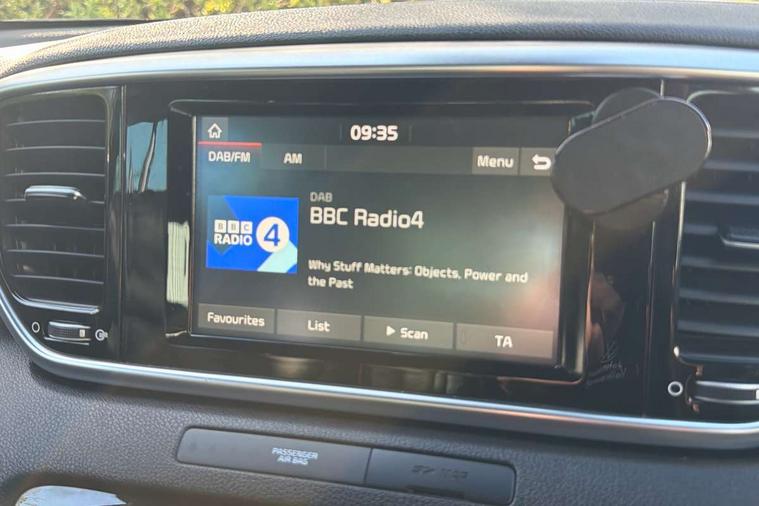 09:35
DAB/FM AM Menu
DAB
BBC Radio4
BBC
RADIO 4
Why Stuff Matters: Objects, Power and
the Past
Favourites List Scan TA
PASSENGER
AIR BAG